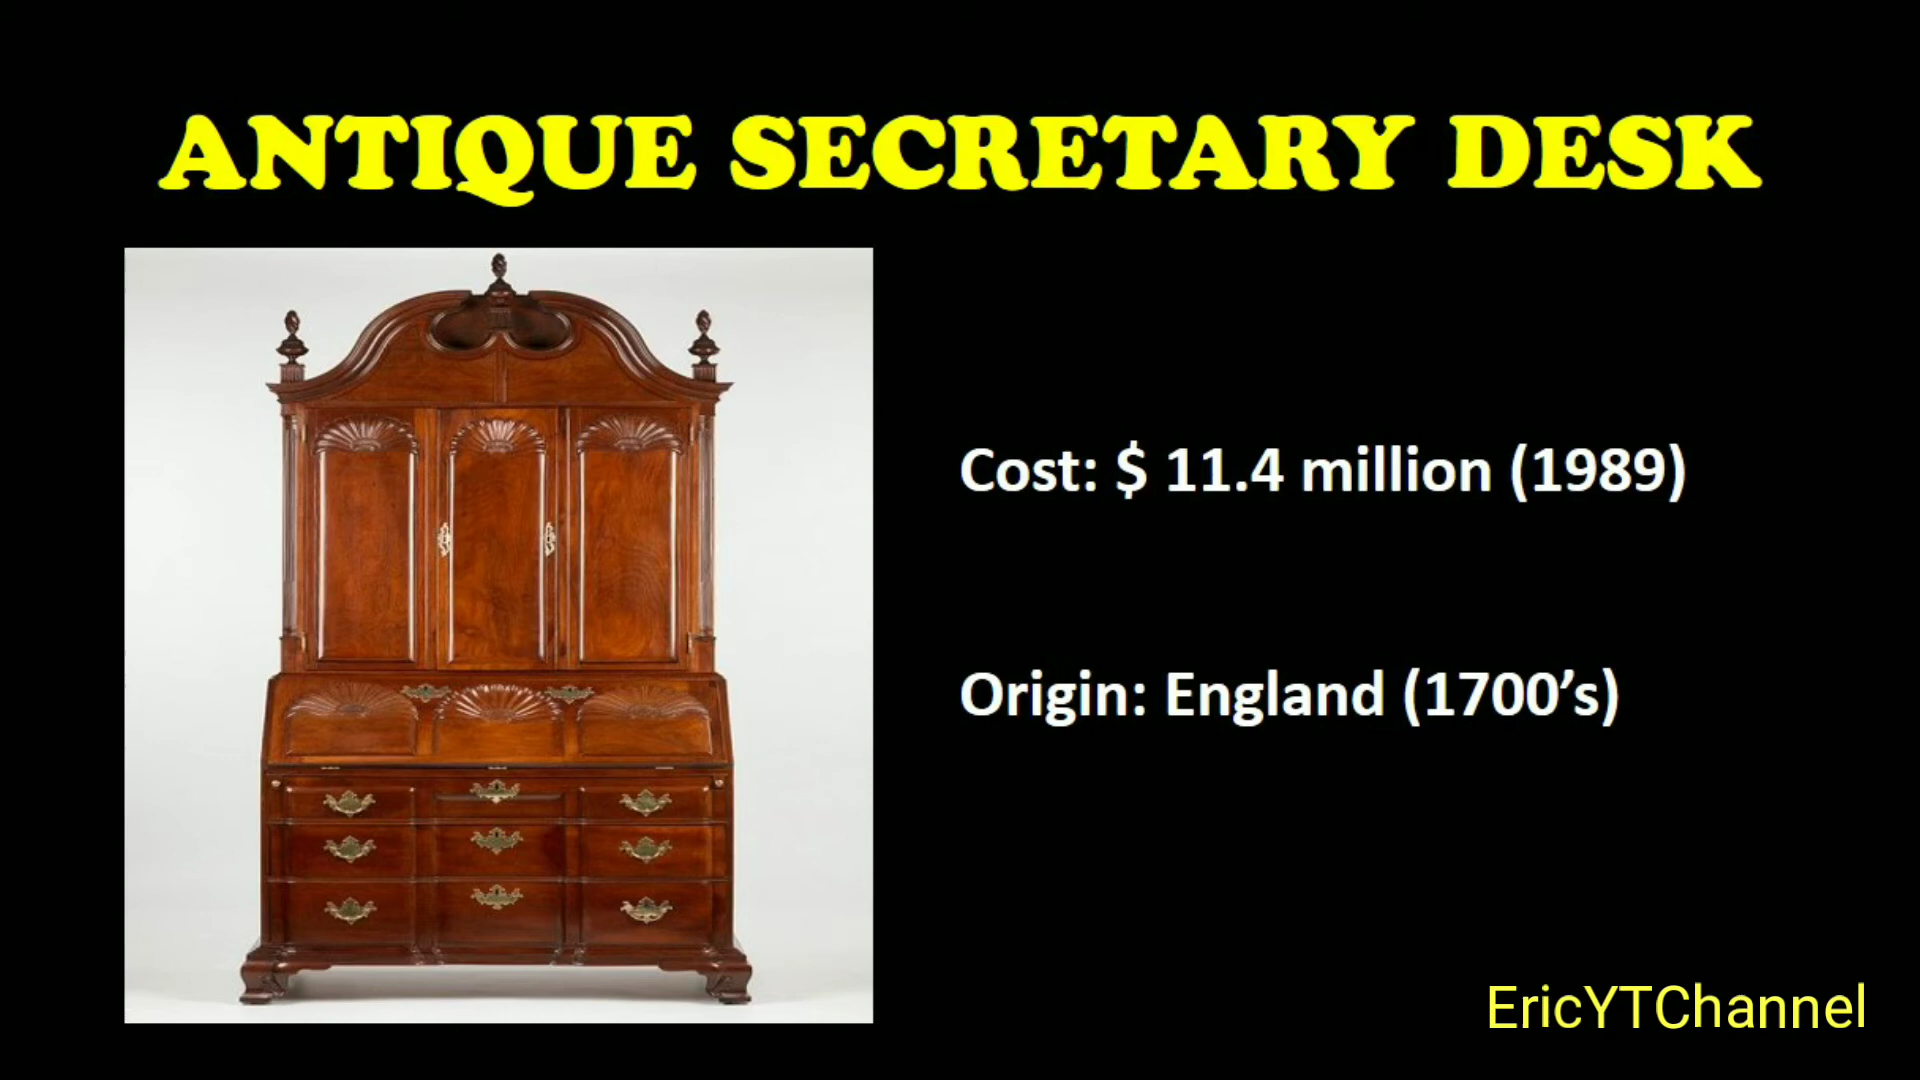 ANTIQUE SECRETARY DESK
Cost: $ 11.4 million (1989)
Origin: England (1700’s)
EricYTChannel